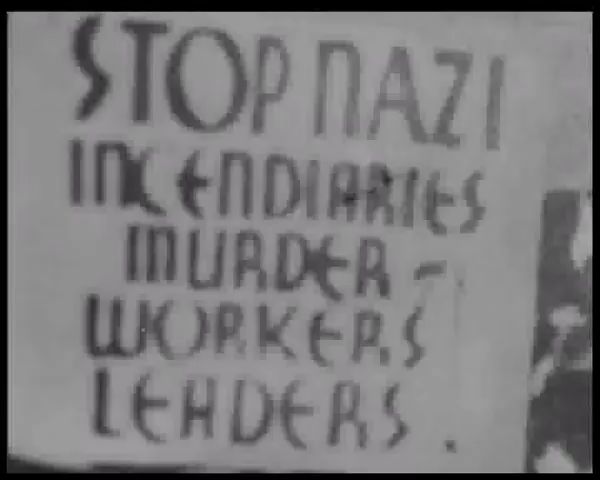 STOP NAZI
INCENDIARIES
MURDER -
WORKERS
LEADERS.